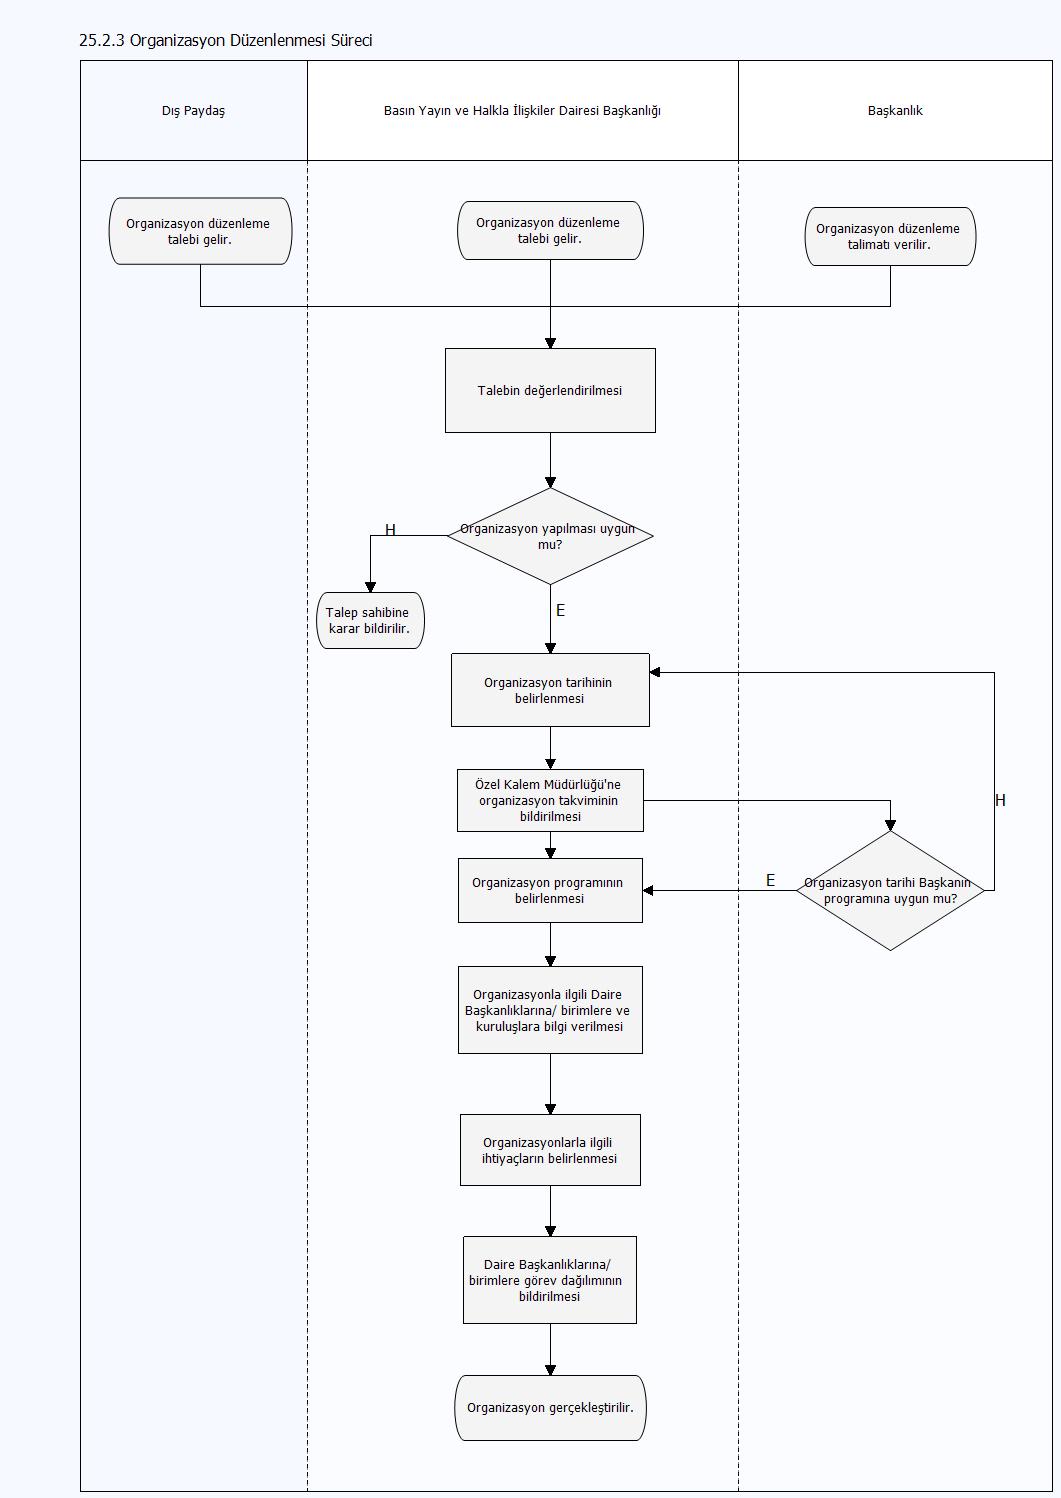 25.2.3 Organizasyon Düzenlenmesi Süreci
Dış Paydaş
Basın Yayın ve Halkla İlişkiler Dairesi Başkanlığı
Başkanlık
Organizasyon düzenleme
talebi gelir.
Organizasyon düzenleme
talebi gelir.
Organizasyon düzenleme
talimatı verilir.
Talebin değerlendirilmesi
Organizasyon yapılması uygun
mu?
H
Talep sahibine
karar bildirilir.
E
Organizasyon tarihinin
belirlenmesi
Özel Kalem Müdürlüğü'ne
organizasyon takviminin
bildirilmesi
H
Organizasyon tarihi Başkanın
programına uygun mu?
E
Organizasyon programının
belirlenmesi
Organizasyonla ilgili Daire
Başkanlıklarına/ birimlere ve
kuruluşlara bilgi verilmesi
Organizasyonlarla ilgili
ihtiyaçların belirlenmesi
Daire Başkanlıklarına/
birimlere görev dağılımının
bildirilmesi
Organizasyon gerçekleştirilir.